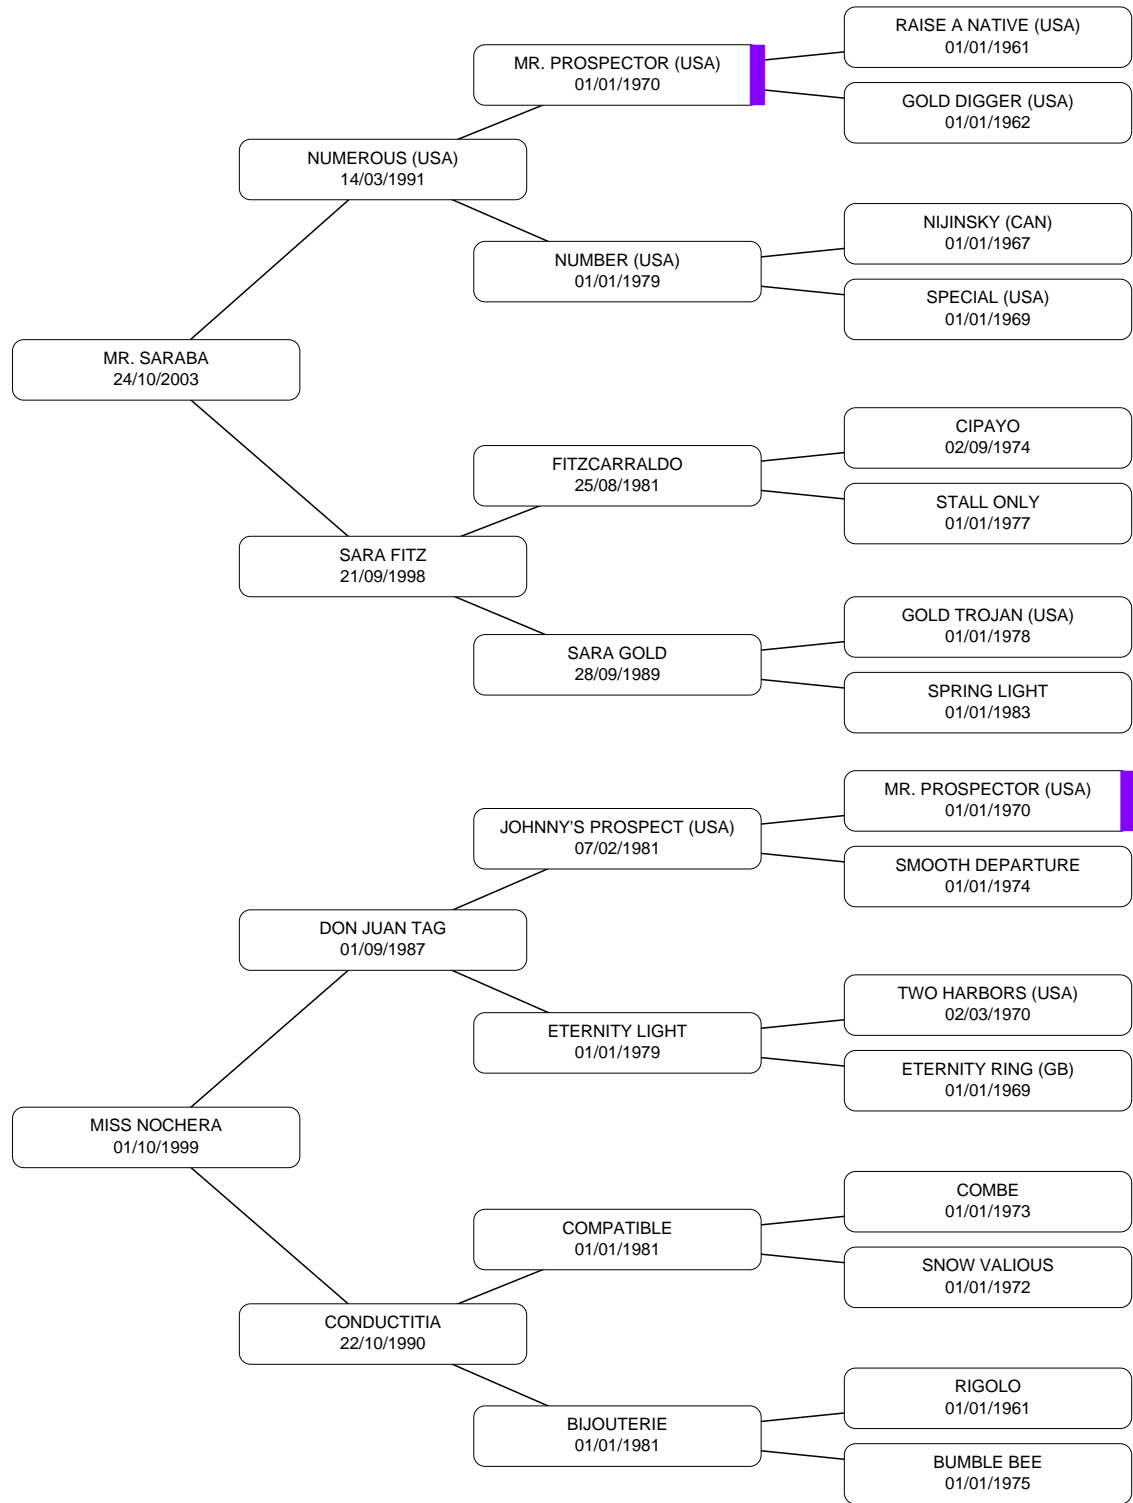 RAISE A NATIVE (USA)
01/01/1961
MR. PROSPECTOR (USA)
01/01/1970
GOLD DIGGER (USA)
01/01/1962
NUMEROUS (USA)
14/03/1991
NIJINSKY (CAN)
01/01/1967
NUMBER (USA)
01/01/1979
SPECIAL (USA)
01/01/1969
MR. SARABA
24/10/2003
CIPAYO
02/09/1974
FITZCARRALDO
25/08/1981
STALL ONLY
01/01/1977
SARA FITZ
21/09/1998
GOLD TROJAN (USA)
01/01/1978
SARA GOLD
28/09/1989
SPRING LIGHT
01/01/1983
MR. PROSPECTOR (USA)
01/01/1970
JOHNNY'S PROSPECT (USA)
07/02/1981
SMOOTH DEPARTURE
01/01/1974
DON JUAN TAG
01/09/1987
TWO HARBORS (USA)
02/03/1970
ETERNITY LIGHT
01/01/1979
ETERNITY RING (GB)
01/01/1969
MISS NOCHERA
01/10/1999
COMBE
01/01/1973
COMPATIBLE
01/01/1981
SNOW VALIOUS
01/01/1972
CONDUCTITIA
22/10/1990
RIGOLO
01/01/1961
BIJOUTERIE
01/01/1981
BUMBLE BEE
01/01/1975